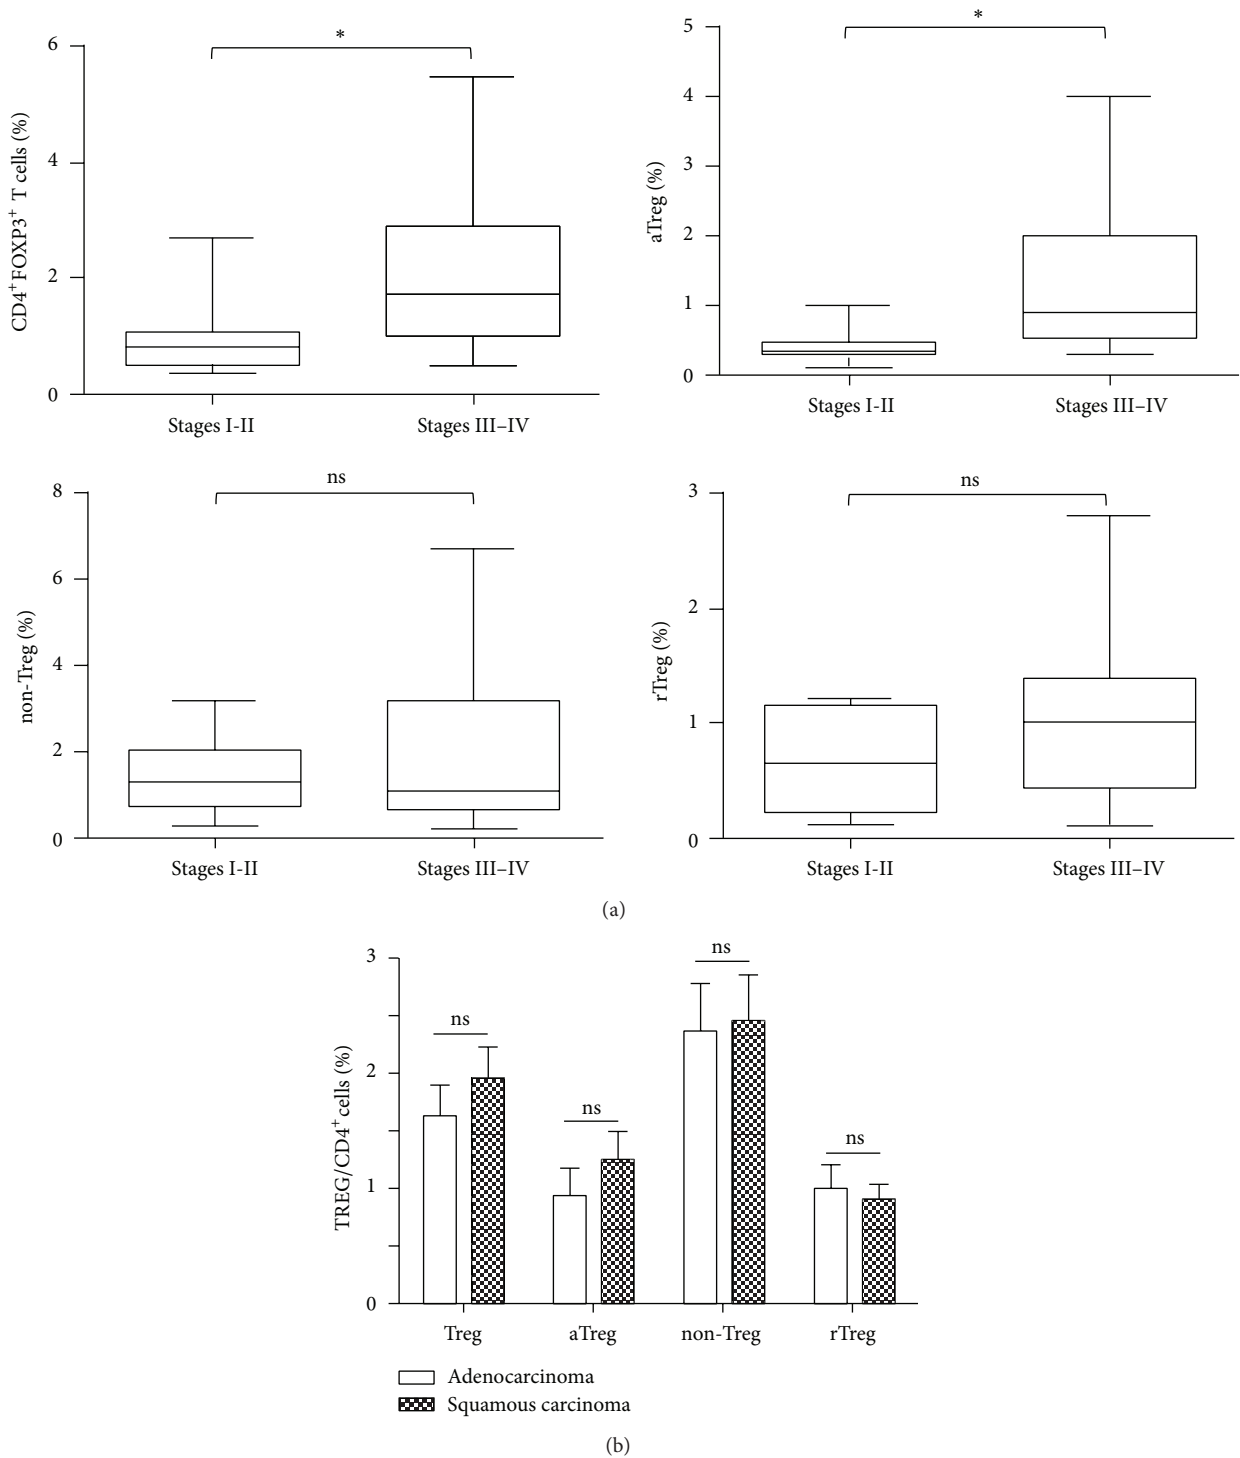 *
6
4
2
0
CD4⁺FOXP3⁺ T cells (%)
Stages I-II Stages III–IV
*
5
4
3
2
1
0
aTreg (%)
Stages I-II Stages III–IV
ns
8
6
4
2
0
non-Treg (%)
Stages I-II Stages III–IV
ns
3
2
1
0
rTreg (%)
Stages I-II Stages III–IV
(a)
3
2
1
0
TREG/CD4⁺ cells (%)
ns ns ns ns
Treg aTreg non-Treg rTreg
Adenocarcinoma
Squamous carcinoma
(b)